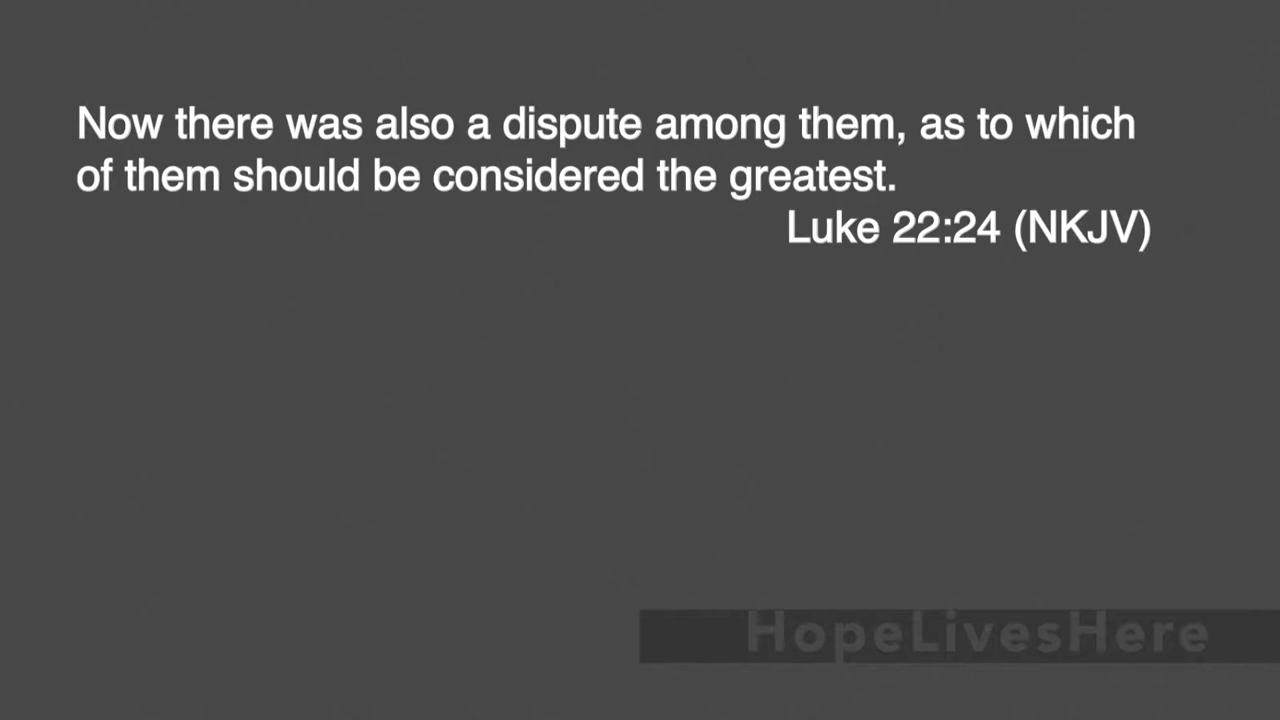 Now there was also a dispute among them, as to which
of them should be considered the greatest.
Luke 22:24 (NKJV)
HopeLivesHere